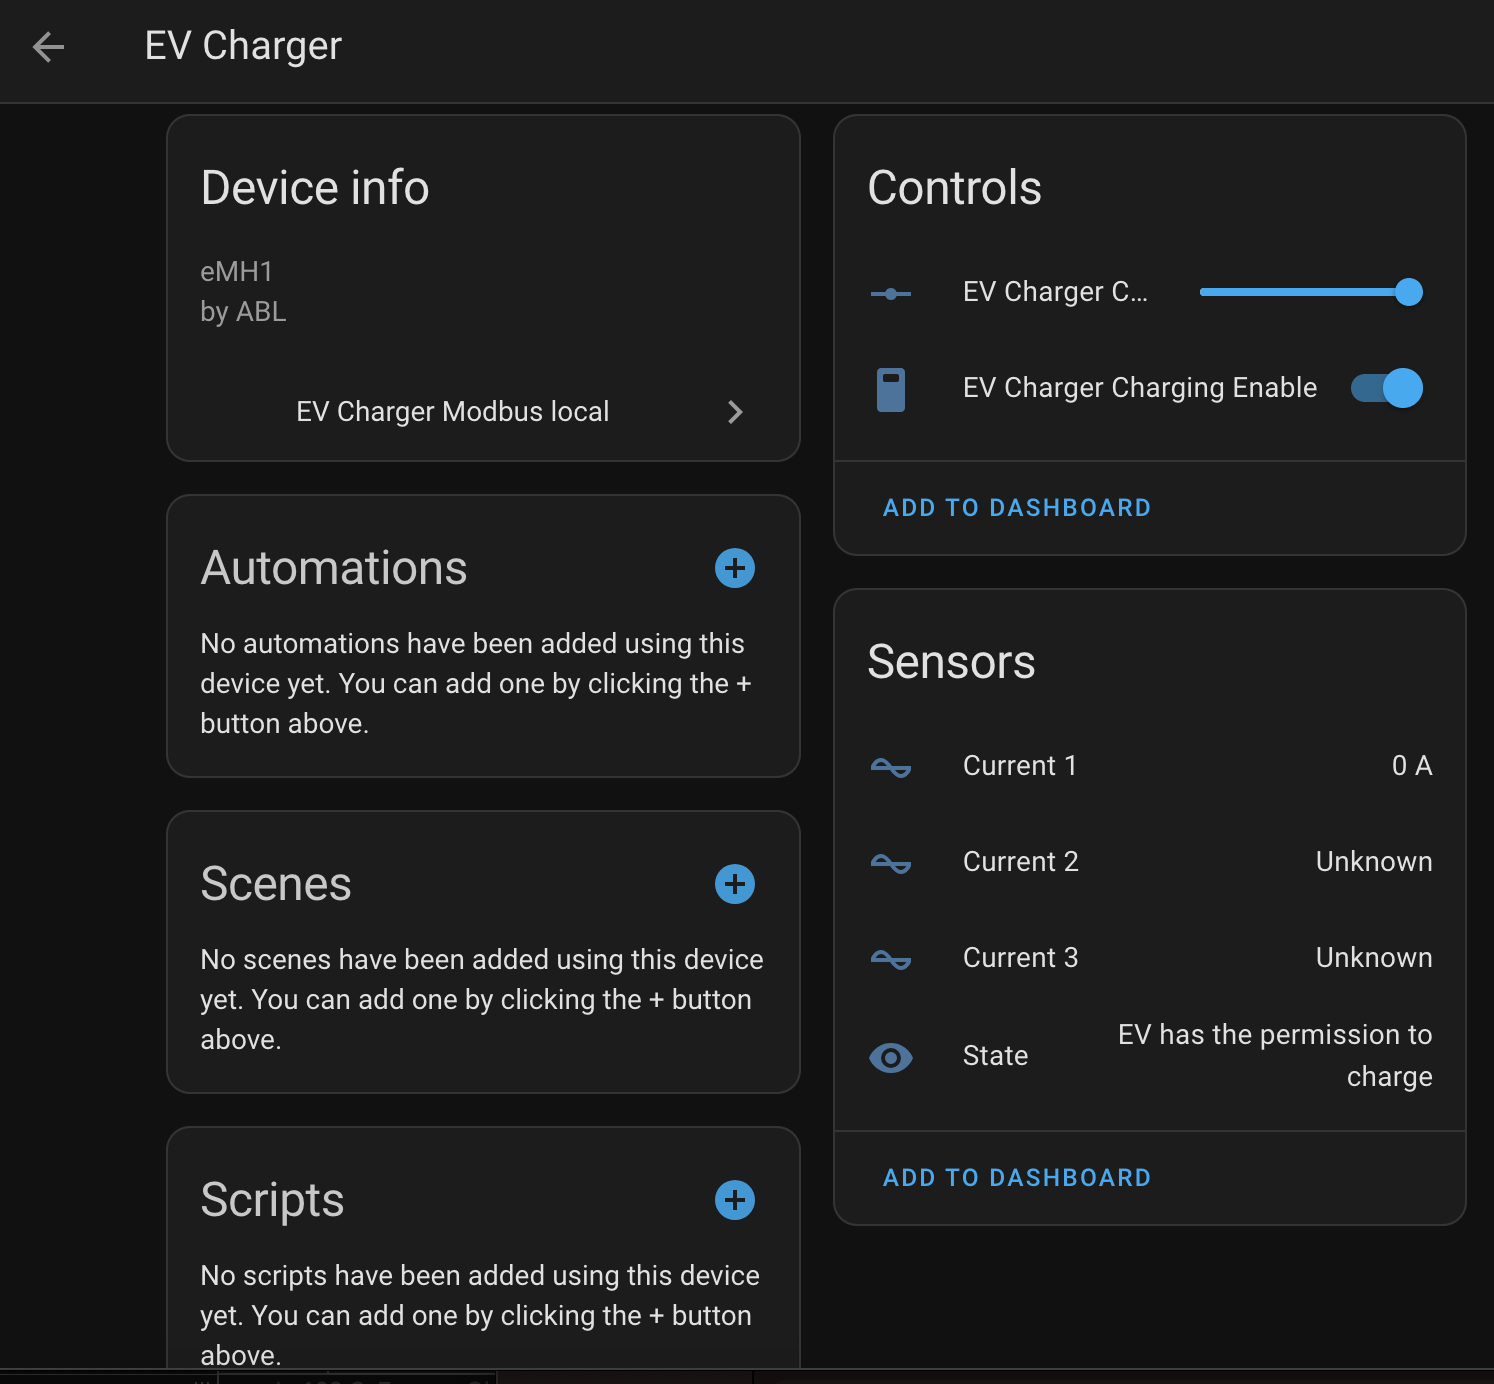 EV Charger
Device info
eMH1
by ABL
EV Charger Modbus local
Automations
No automations have been added using this
device yet. You can add one by clicking the +
button above.
Scenes
No scenes have been added using this device
yet. You can add one by clicking the + button
above.
Scripts
No scripts have been added using this device
yet. You can add one by clicking the + button
above.
Controls
EV Charger C...
EV Charger Charging Enable
ADD TO DASHBOARD
Sensors
Current 1 0 A
Current 2 Unknown
Current 3 Unknown
State EV has the permission to
charge
ADD TO DASHBOARD